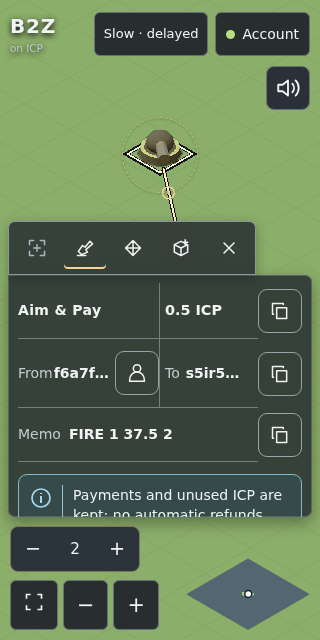 B2Z
on ICP
Slow · delayed
Account
Aim & Pay
0.5 ICP
From f6a7f…
To s5ir5…
Memo FIRE 1 37.5 2
Payments and unused ICP are
kept; no automatic refunds
− 2 +
− +